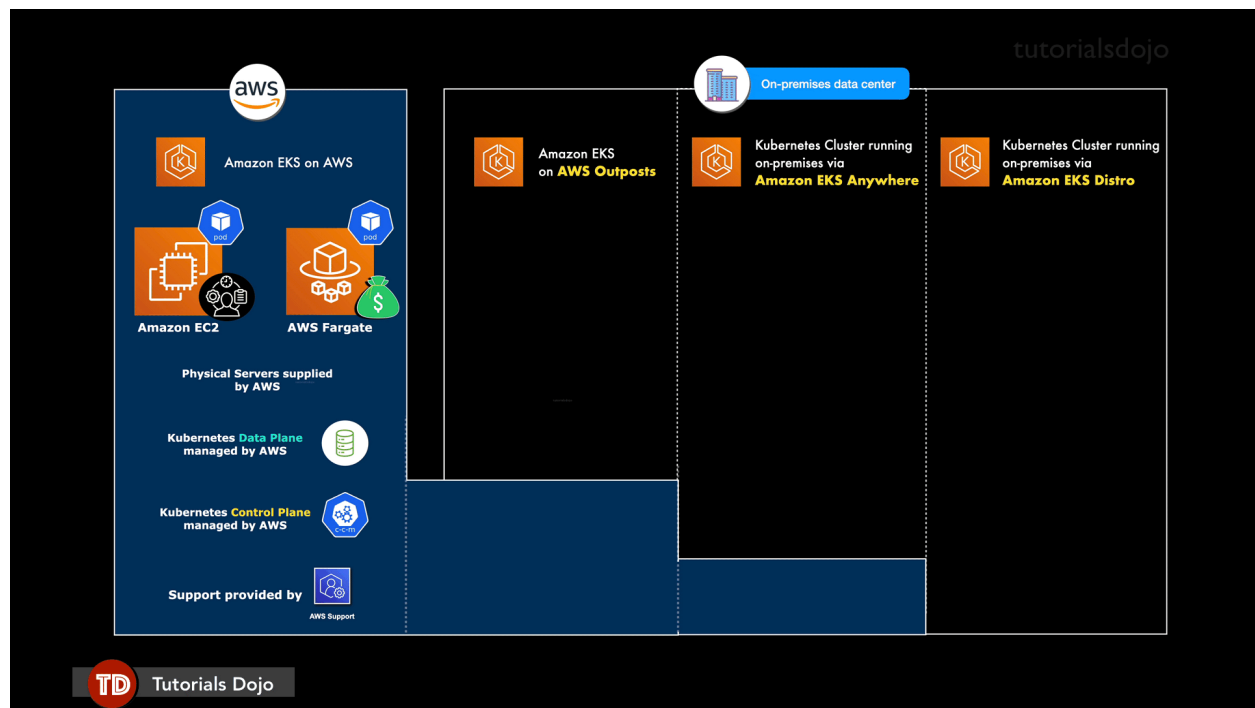 tutorialsdojo
aws
On-premises data center
Amazon EKS on AWS
Amazon EKS
on AWS Outposts
Kubernetes Cluster running
on-premises via
Amazon EKS Anywhere
Kubernetes Cluster running
on-premises via
Amazon EKS Distro
pod
pod
Amazon EC2
AWS Fargate
Physical Servers supplied
by AWS
Kubernetes Data Plane
managed by AWS
Kubernetes Control Plane
managed by AWS
c-c-m
Support provided by
AWS Support
TD
Tutorials Dojo